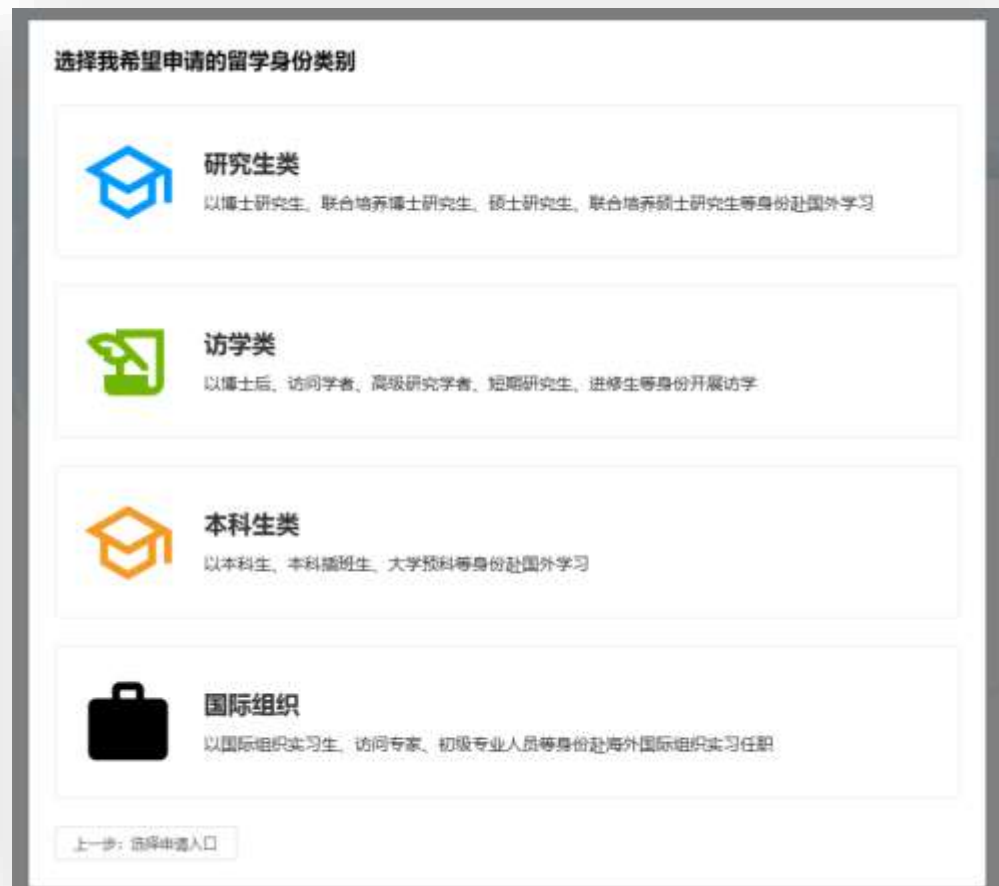 选择我希望申请的留学身份类别
研究生类
以博士研究生、联合培养博士研究生、硕士研究生、联合培养硕士研究生等身份赴国外学习
访学类
以博士后、访问学者、高级研究学者、短期研究生、进修生等身份开展访学
本科生类
以本科生、本科插班生、大学预科等身份赴国外学习
国际组织
以国际组织实习生、访问专家、初级专业人员等身份赴海外国际组织实习任职
上一步：选择申请入口